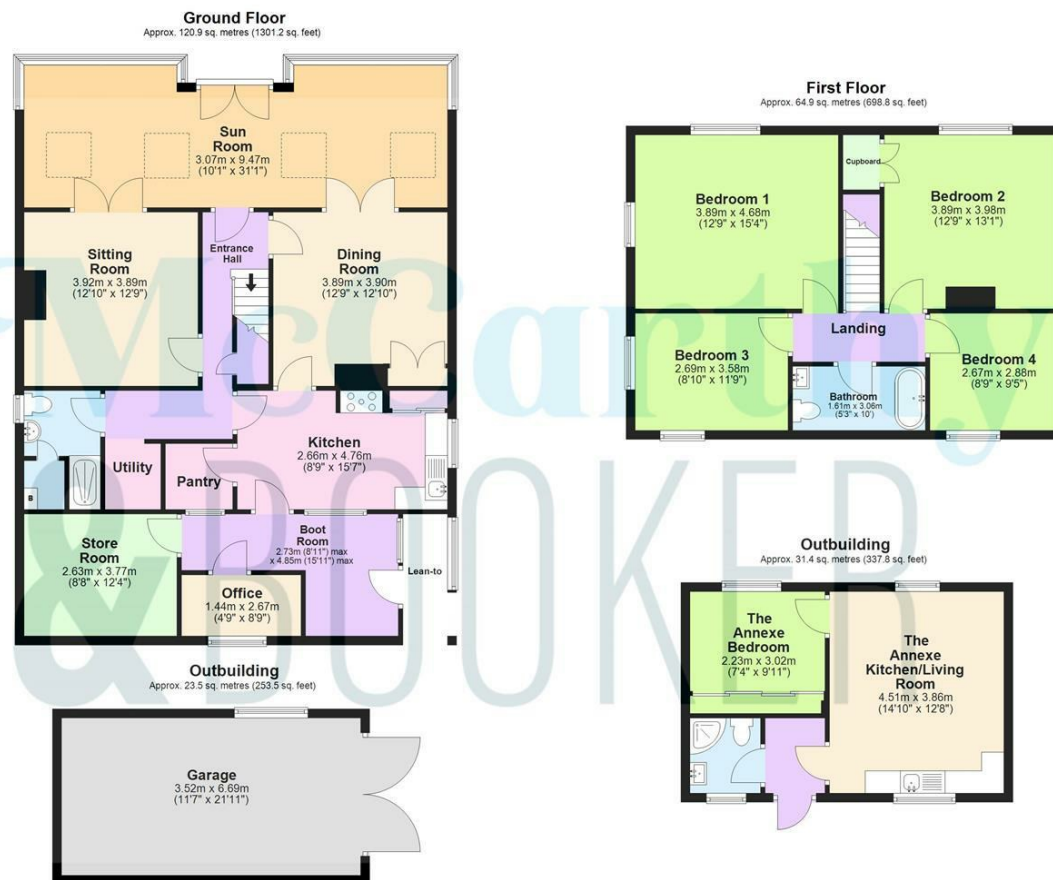 Ground Floor
Approx. 120.9 sq. metres (1301.2 sq. feet)
Sun
Room
3.07m x 9.47m
(10'1" x 31'1")
Sitting
Room
3.92m x 3.89m
(12'10" x 12'9")
Entrance
Hall
Dining
Room
3.89m x 3.90m
(12'9" x 12'10")
Kitchen
2.66m x 4.76m
(8'9" x 15'7")
Utility
Pantry
B
Store
Room
2.63m x 3.77m
(8'8" x 12'4")
Boot
Room
2.73m (8'11") max
x 4.85m (15'11") max
Lean-to
Office
1.44m x 2.67m
(4'9" x 8'9")
Outbuilding
Approx. 23.5 sq. metres (253.5 sq. feet)
Garage
3.52m x 6.69m
(11'7" x 21'11")
First Floor
Approx. 64.9 sq. metres (698.8 sq. feet)
Bedroom 1
3.89m x 4.68m
(12'9" x 15'4")
Cupboard
Bedroom 2
3.89m x 3.98m
(12'9" x 13'1")
Landing
Bedroom 3
2.69m x 3.58m
(8'10" x 11'9")
Bathroom
1.61m x 3.06m
(5'3" x 10')
Bedroom 4
2.67m x 2.88m
(8'9" x 9'5")
Outbuilding
Approx. 31.4 sq. metres (337.8 sq. feet)
The
Annexe
Bedroom
2.23m x 3.02m
(7'4" x 9'11")
The
Annexe
Kitchen/Living
Room
4.51m x 3.86m
(14'10" x 12'8")
McCarthy
& BOOKER